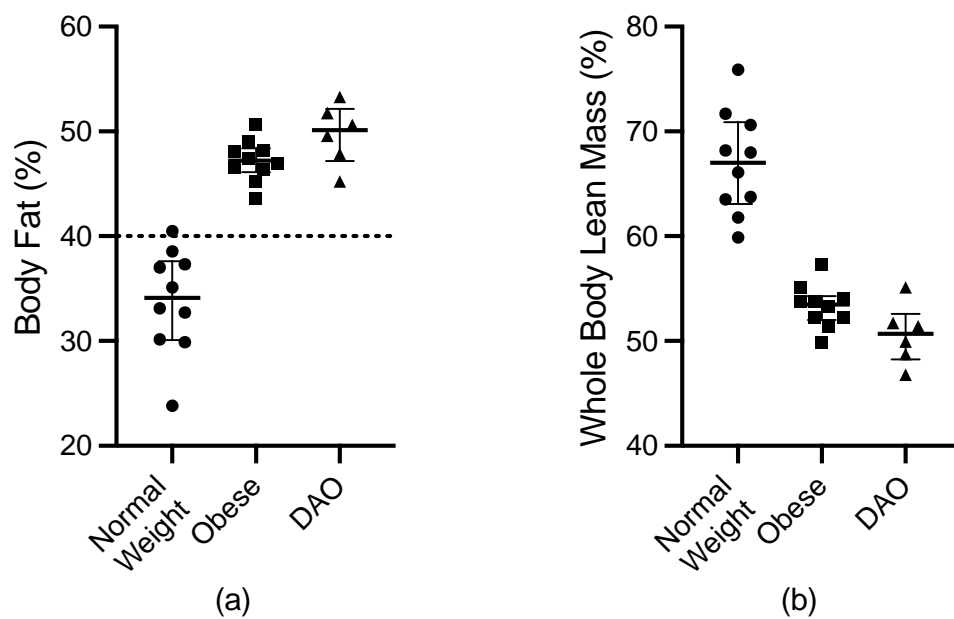 Body Fat (%)
60
50
40
30
20
Normal
Weight
Obese
DAO
(a)
Whole Body Lean Mass (%)
80
70
60
50
40
Normal
Weight
Obese
DAO
(b)